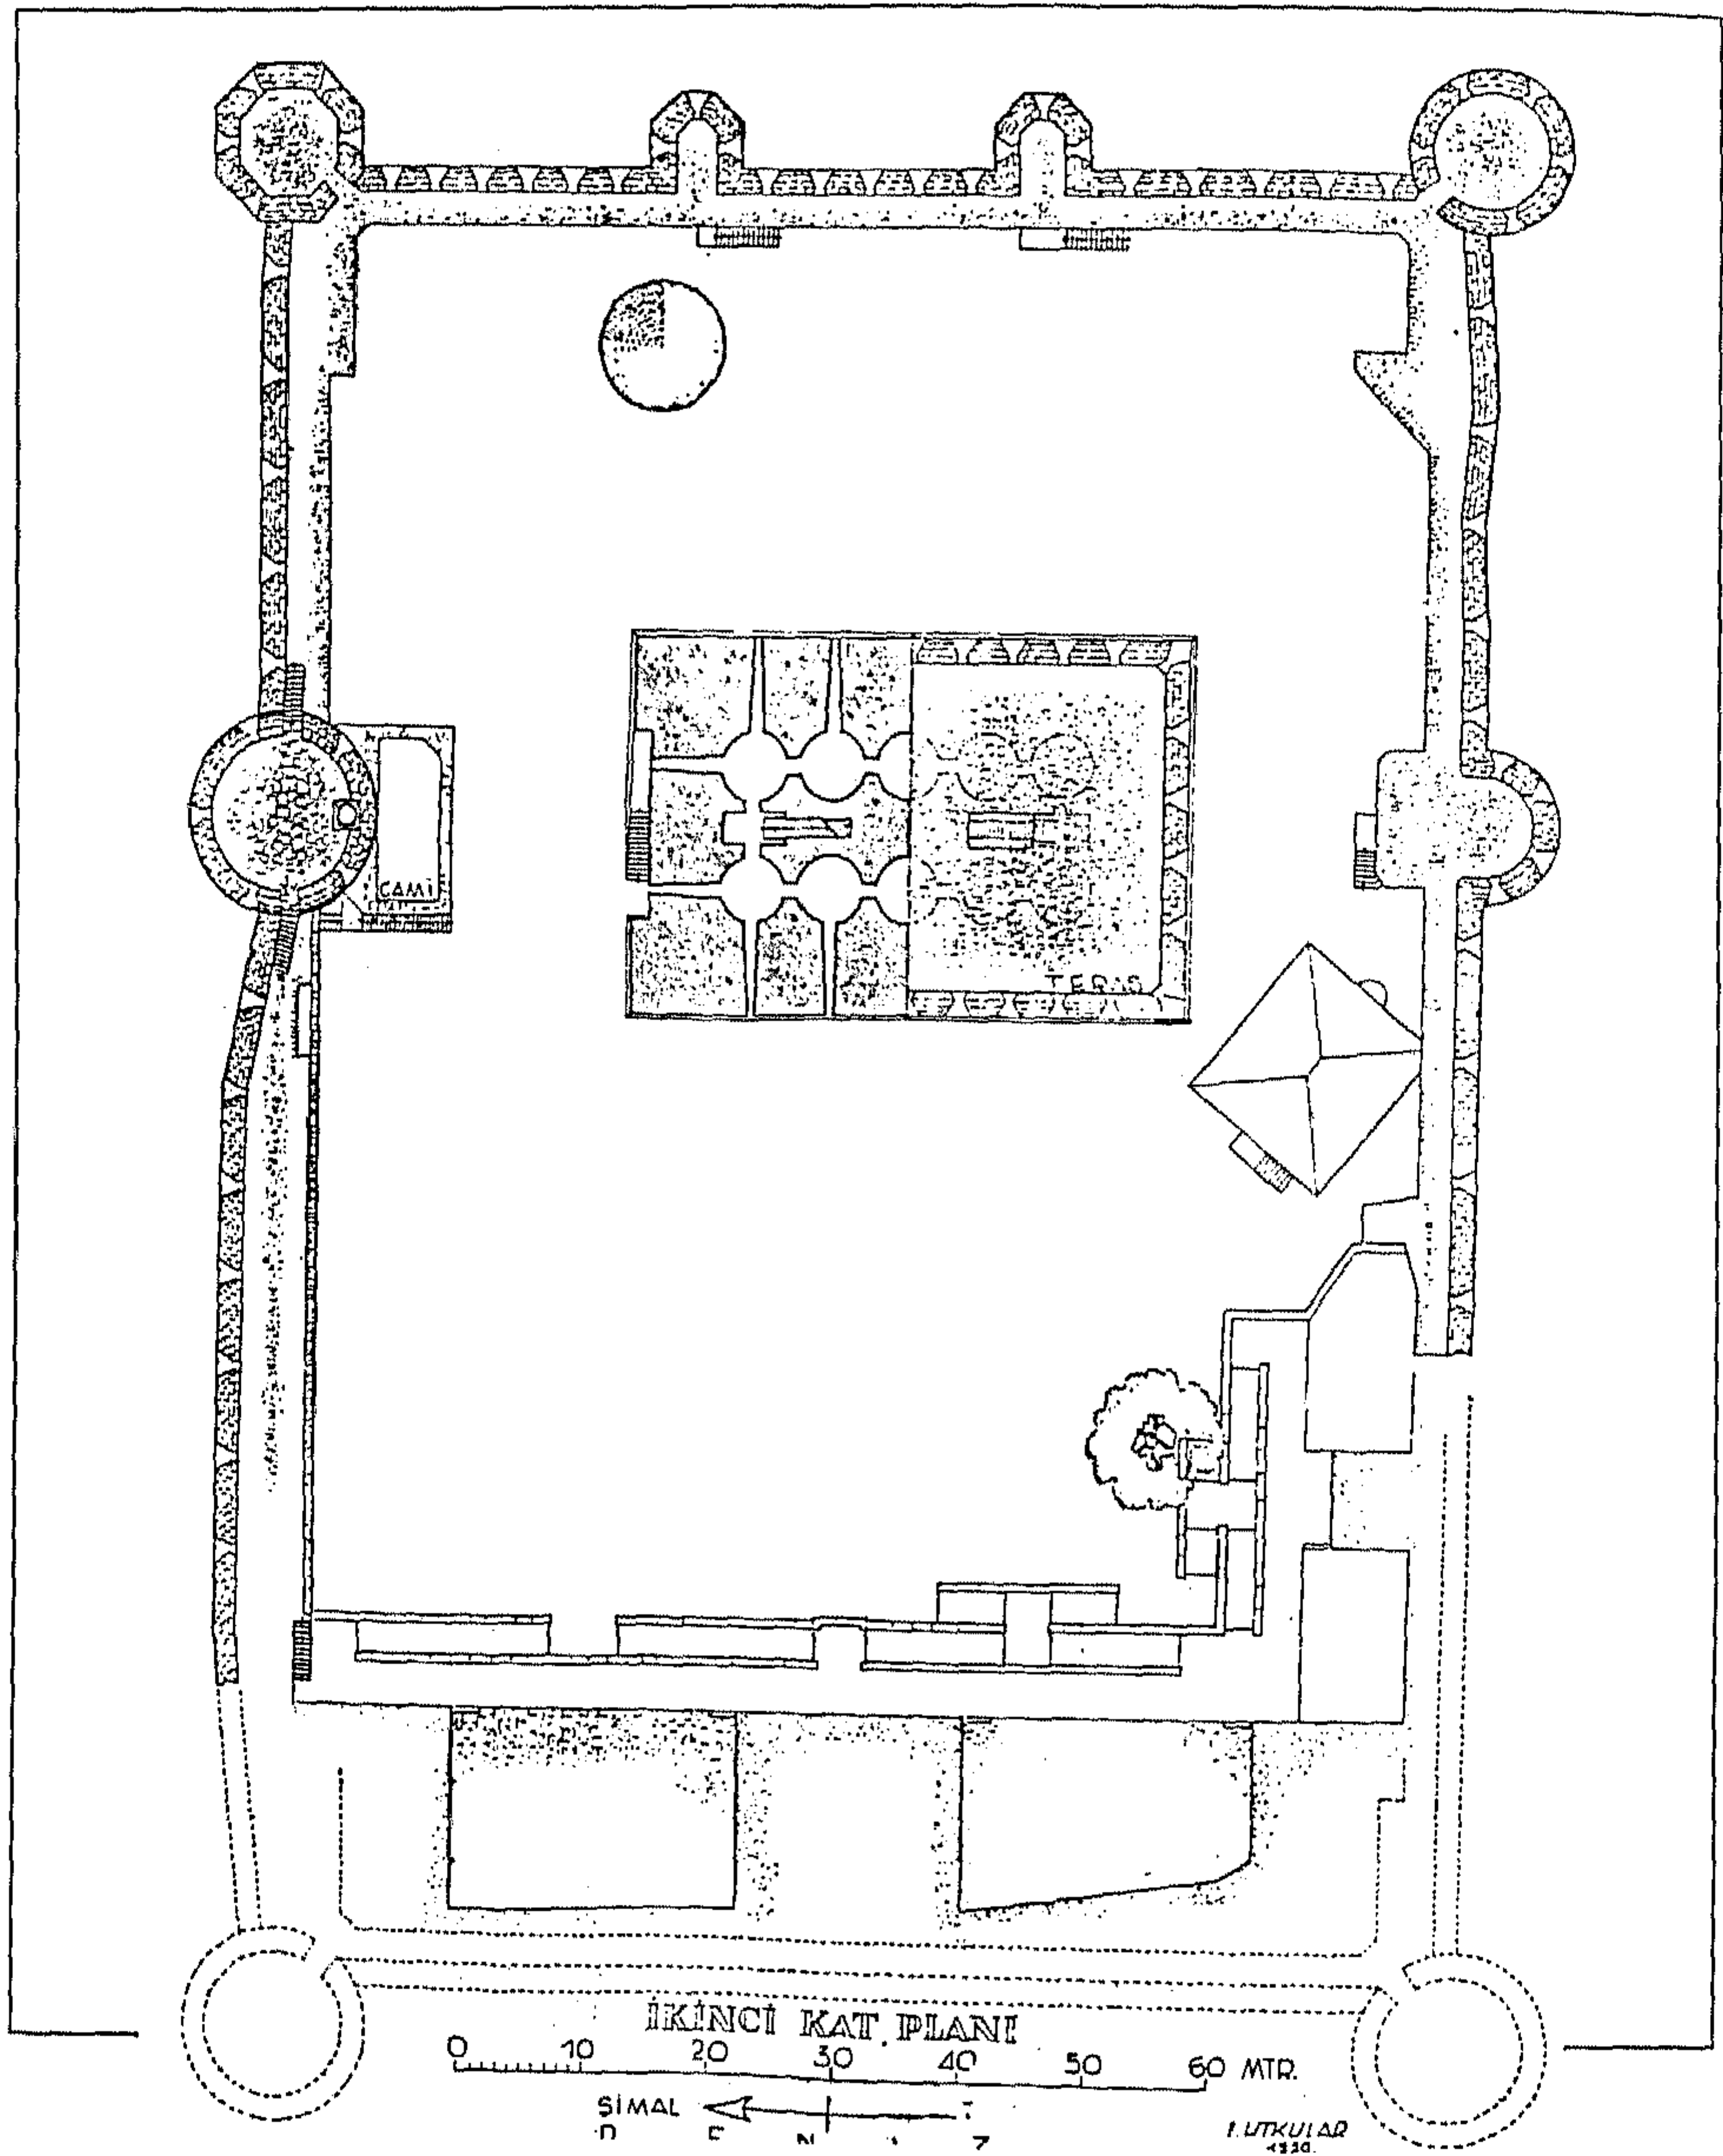 CAMİ
TERAS
İKİNCİ KAT PLANI
0 10 20 30 40 50 60 MTR.
ŞİMAL
D E N İ Z
İ. UTKULAR